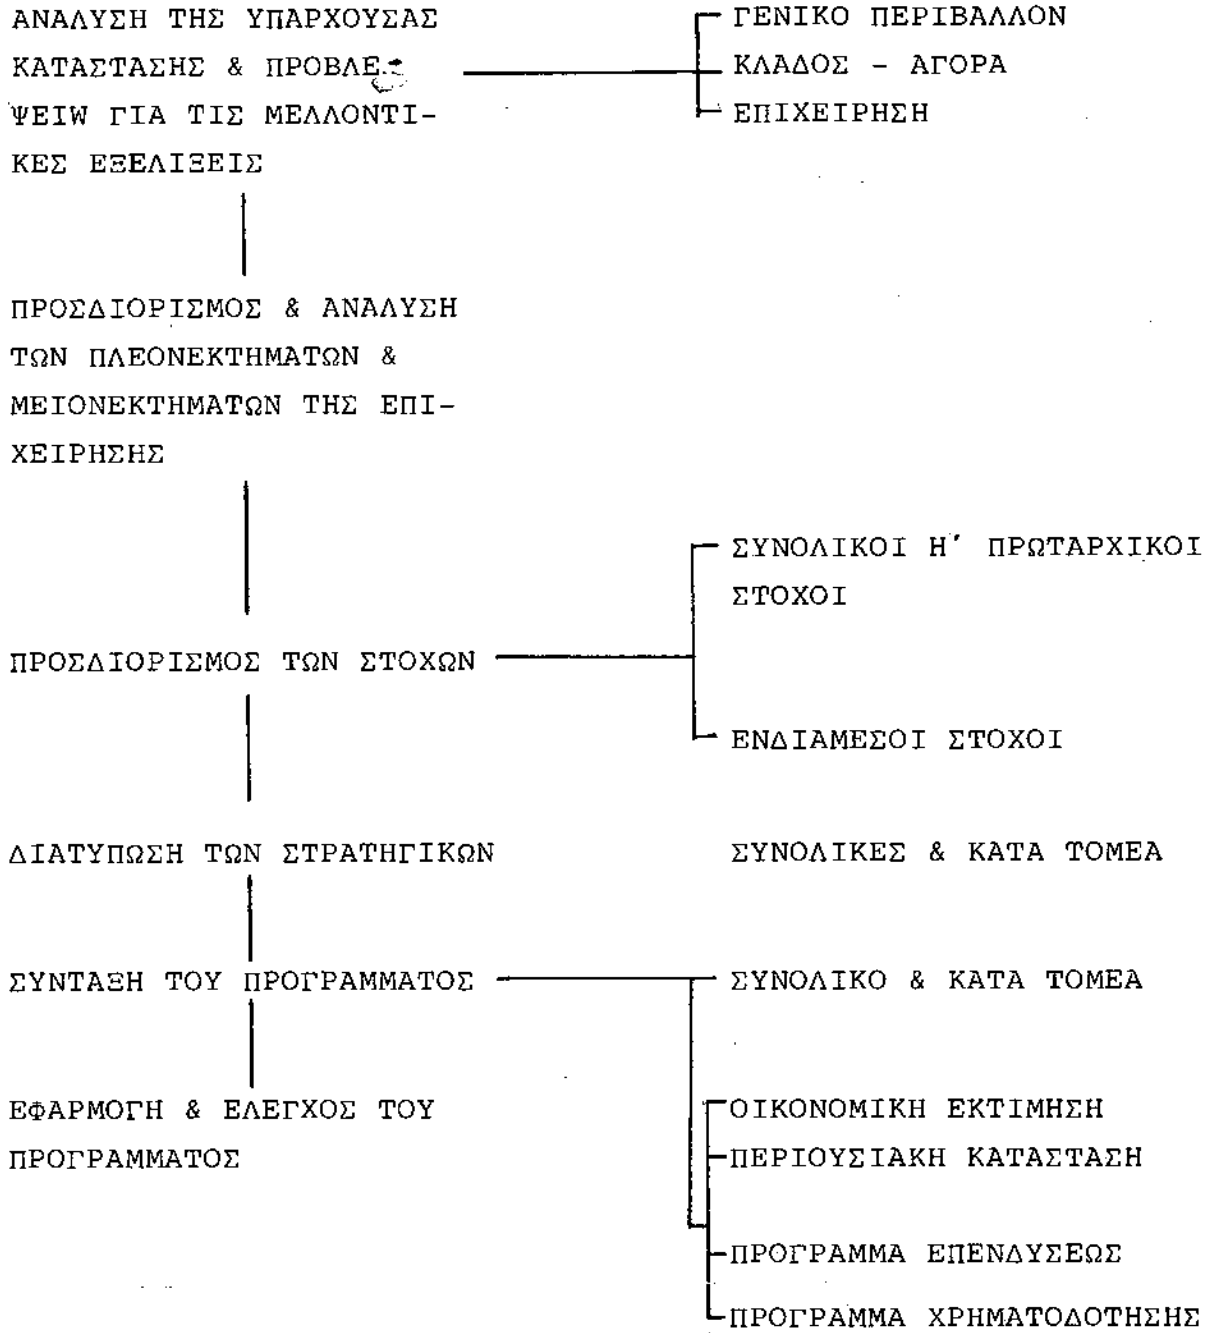 ΑΝΑΛΥΣΗ ΤΗΣ ΥΠΑΡΧΟΥΣΑΣ
ΚΑΤΑΣΤΑΣΗΣ & ΠΡΟΒΛΕ-
ΨΕΙW ΓΙΑ ΤΙΣ ΜΕΛΛΟΝΤΙ-
ΚΕΣ ΕΞΕΛΙΞΕΙΣ
ΓΕΝΙΚΟ ΠΕΡΙΒΑΛΛΟΝ
ΚΛΑΔΟΣ - ΑΓΟΡΑ
ΕΠΙΧΕΙΡΗΣΗ
ΠΡΟΣΔΙΟΡΙΣΜΟΣ & ΑΝΑΛΥΣΗ
ΤΩΝ ΠΛΕΟΝΕΚΤΗΜΑΤΩΝ &
ΜΕΙΟΝΕΚΤΗΜΑΤΩΝ ΤΗΣ ΕΠΙ-
ΧΕΙΡΗΣΗΣ
ΠΡΟΣΔΙΟΡΙΣΜΟΣ ΤΩΝ ΣΤΟΧΩΝ
ΣΥΝΟΛΙΚΟΙ Η' ΠΡΩΤΑΡΧΙΚΟΙ
ΣΤΟΧΟΙ
ΕΝΔΙΑΜΕΣΟΙ ΣΤΟΧΟΙ
ΔΙΑΤΥΠΩΣΗ ΤΩΝ ΣΤΡΑΤΗΓΙΚΩΝ
ΣΥΝΟΛΙΚΕΣ & ΚΑΤΑ ΤΟΜΕΑ
ΣΥΝΤΑΞΗ ΤΟΥ ΠΡΟΓΡΑΜΜΑΤΟΣ
ΣΥΝΟΛΙΚΟ & ΚΑΤΑ ΤΟΜΕΑ
ΕΦΑΡΜΟΓΗ & ΕΛΕΓΧΟΣ ΤΟΥ
ΠΡΟΓΡΑΜΜΑΤΟΣ
ΟΙΚΟΝΟΜΙΚΗ ΕΚΤΙΜΗΣΗ
ΠΕΡΙΟΥΣΙΑΚΗ ΚΑΤΑΣΤΑΣΗ
ΠΡΟΓΡΑΜΜΑ ΕΠΕΝΔΥΣΕΩΣ
ΠΡΟΓΡΑΜΜΑ ΧΡΗΜΑΤΟΔΟΤΗΣΗΣ